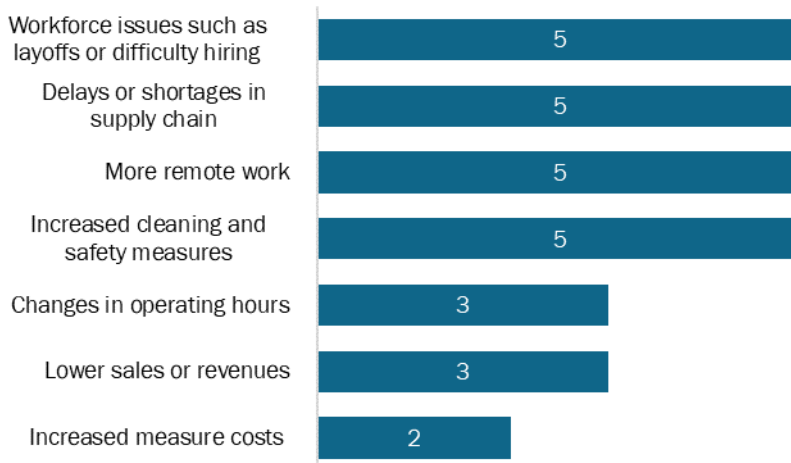 Workforce issues such as
layoffs or difficulty hiring
5
Delays or shortages in
supply chain
5
More remote work
5
Increased cleaning and
safety measures
5
Changes in operating hours
3
Lower sales or revenues
3
Increased measure costs
2